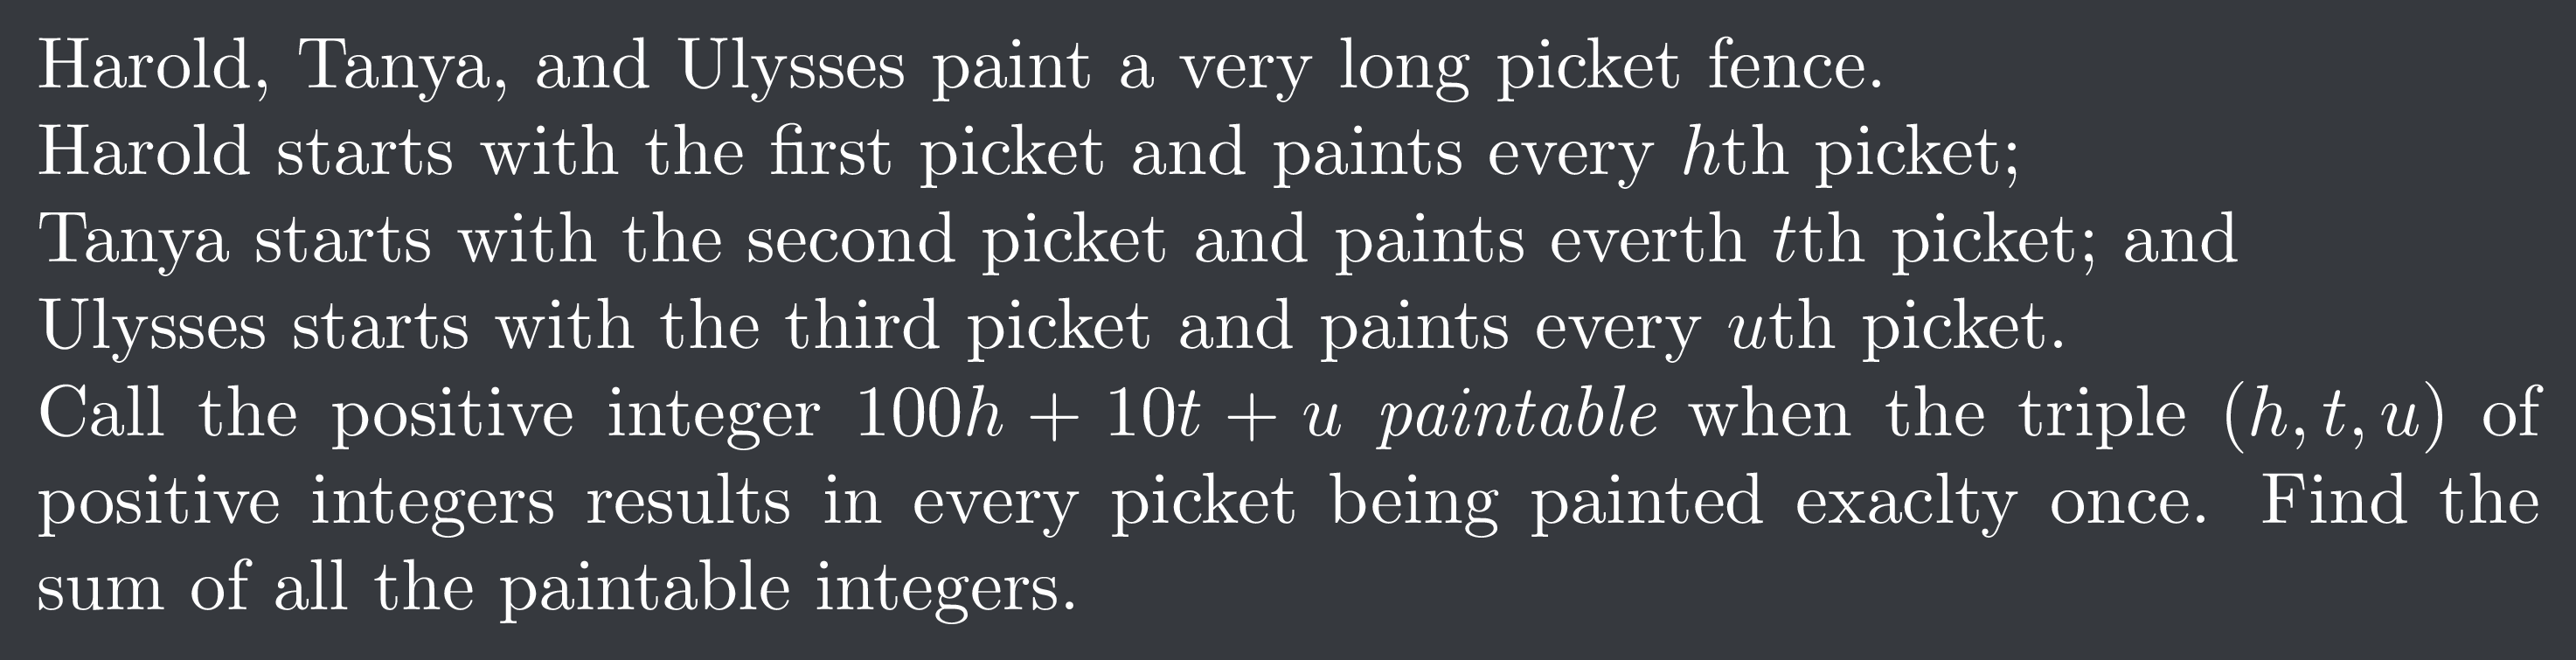 Harold, Tanya, and Ulysses paint a very long picket fence.
Harold starts with the first picket and paints every hth picket;
Tanya starts with the second picket and paints everth tth picket; and
Ulysses starts with the third picket and paints every uth picket.
Call the positive integer 100h + 10t + u paintable when the triple (h, t, u) of
positive integers results in every picket being painted exaclty once. Find the
sum of all the paintable integers.